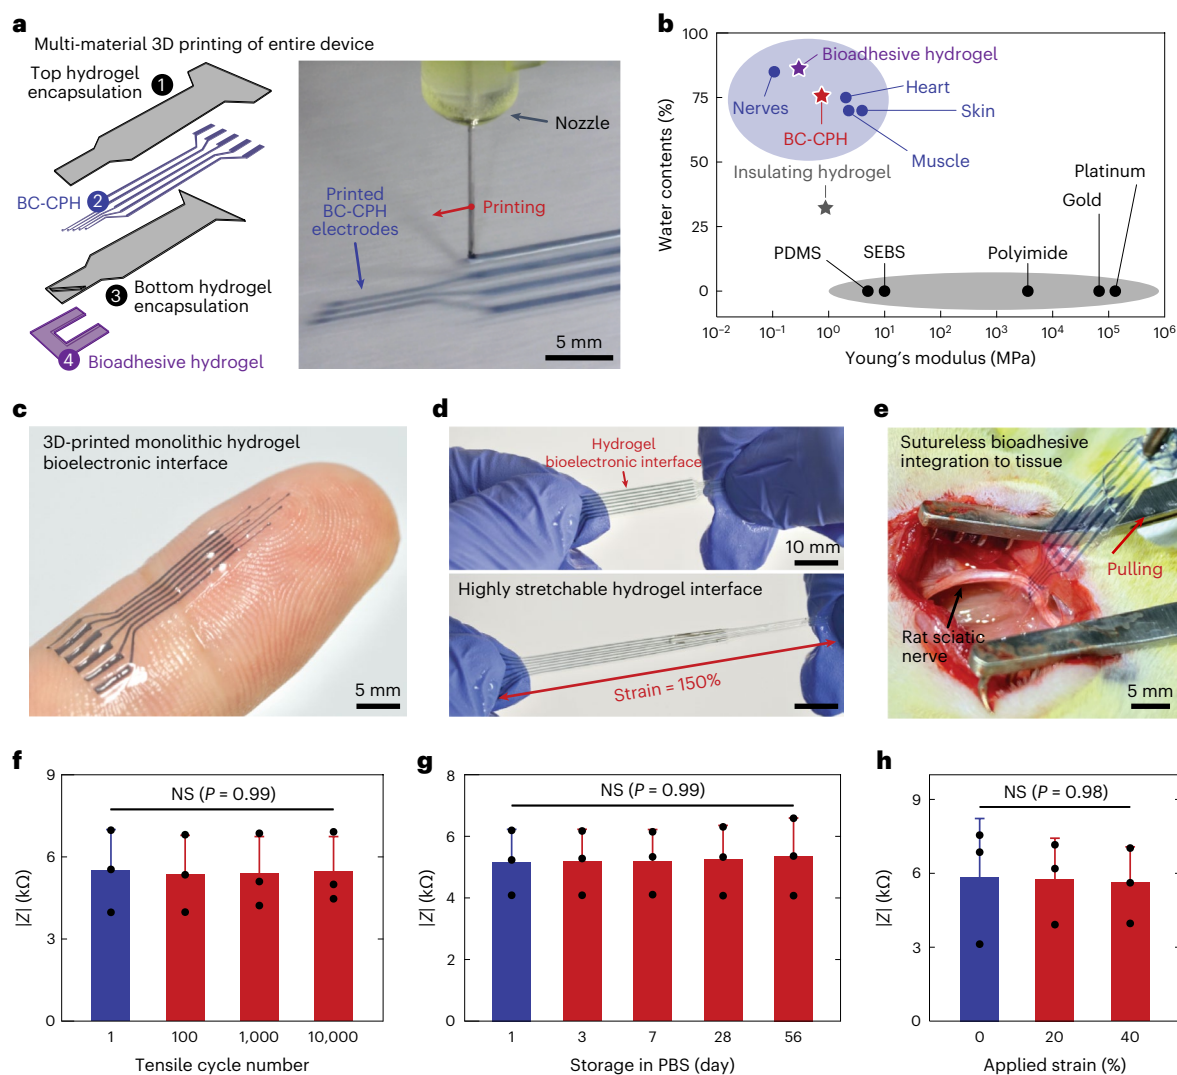 a
Multi-material 3D printing of entire device
Top hydrogel
encapsulation 1
BC-CPH 2
3 Bottom hydrogel
encapsulation
4 Bioadhesive hydrogel
Nozzle
Printed
BC-CPH
electrodes
Printing
5 mm
b
Water contents (%)
100
75
50
25
0
Bioadhesive hydrogel
Nerves
Heart
Skin
BC-CPH
Muscle
Insulating hydrogel
Platinum
Gold
PDMS
SEBS
Polyimide
10⁻² 10⁻¹ 10⁰ 10¹ 10² 10³ 10⁴ 10⁵ 10⁶
Young's modulus (MPa)
c
3D-printed monolithic hydrogel
bioelectronic interface
5 mm
d
Hydrogel
bioelectronic interface
10 mm
Highly stretchable hydrogel interface
Strain = 150%
e
Sutureless bioadhesive
integration to tissue
Pulling
Rat sciatic
nerve
5 mm
f
|Z| (kΩ)
9
6
3
0
NS (P = 0.99)
1 100 1,000 10,000
Tensile cycle number
g
|Z| (kΩ)
8
6
4
2
0
NS (P = 0.99)
1 3 7 28 56
Storage in PBS (day)
h
|Z| (kΩ)
9
6
3
0
NS (P = 0.98)
0 20 40
Applied strain (%)